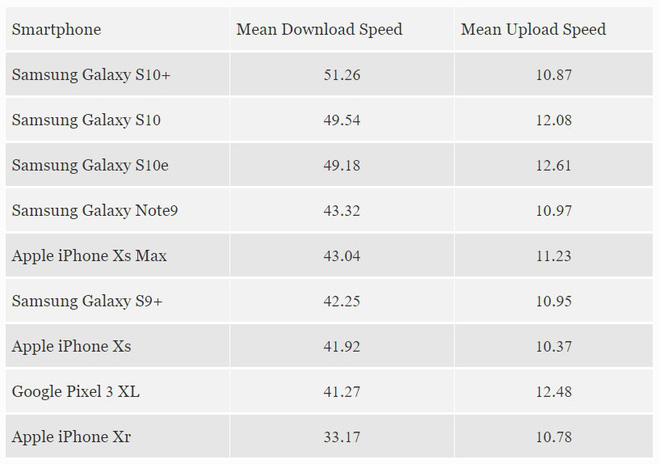 Smartphone Mean Download Speed Mean Upload Speed
Samsung Galaxy S10+ 51.26 10.87
Samsung Galaxy S10 49.54 12.08
Samsung Galaxy S10e 49.18 12.61
Samsung Galaxy Note9 43.32 10.97
Apple iPhone Xs Max 43.04 11.23
Samsung Galaxy S9+ 42.25 10.95
Apple iPhone Xs 41.92 10.37
Google Pixel 3 XL 41.27 12.48
Apple iPhone Xr 33.17 10.78